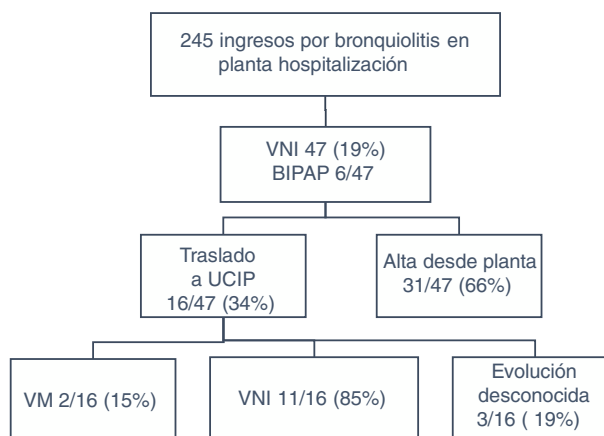 245 ingresos por bronquiolitis en
planta hospitalización
VNI 47 (19%)
BIPAP 6/47
Traslado
a UCIP
16/47 (34%)
Alta desde planta
31/47 (66%)
VM 2/16 (15%)
VNI 11/16 (85%)
Evolución
desconocida
3/16 ( 19%)